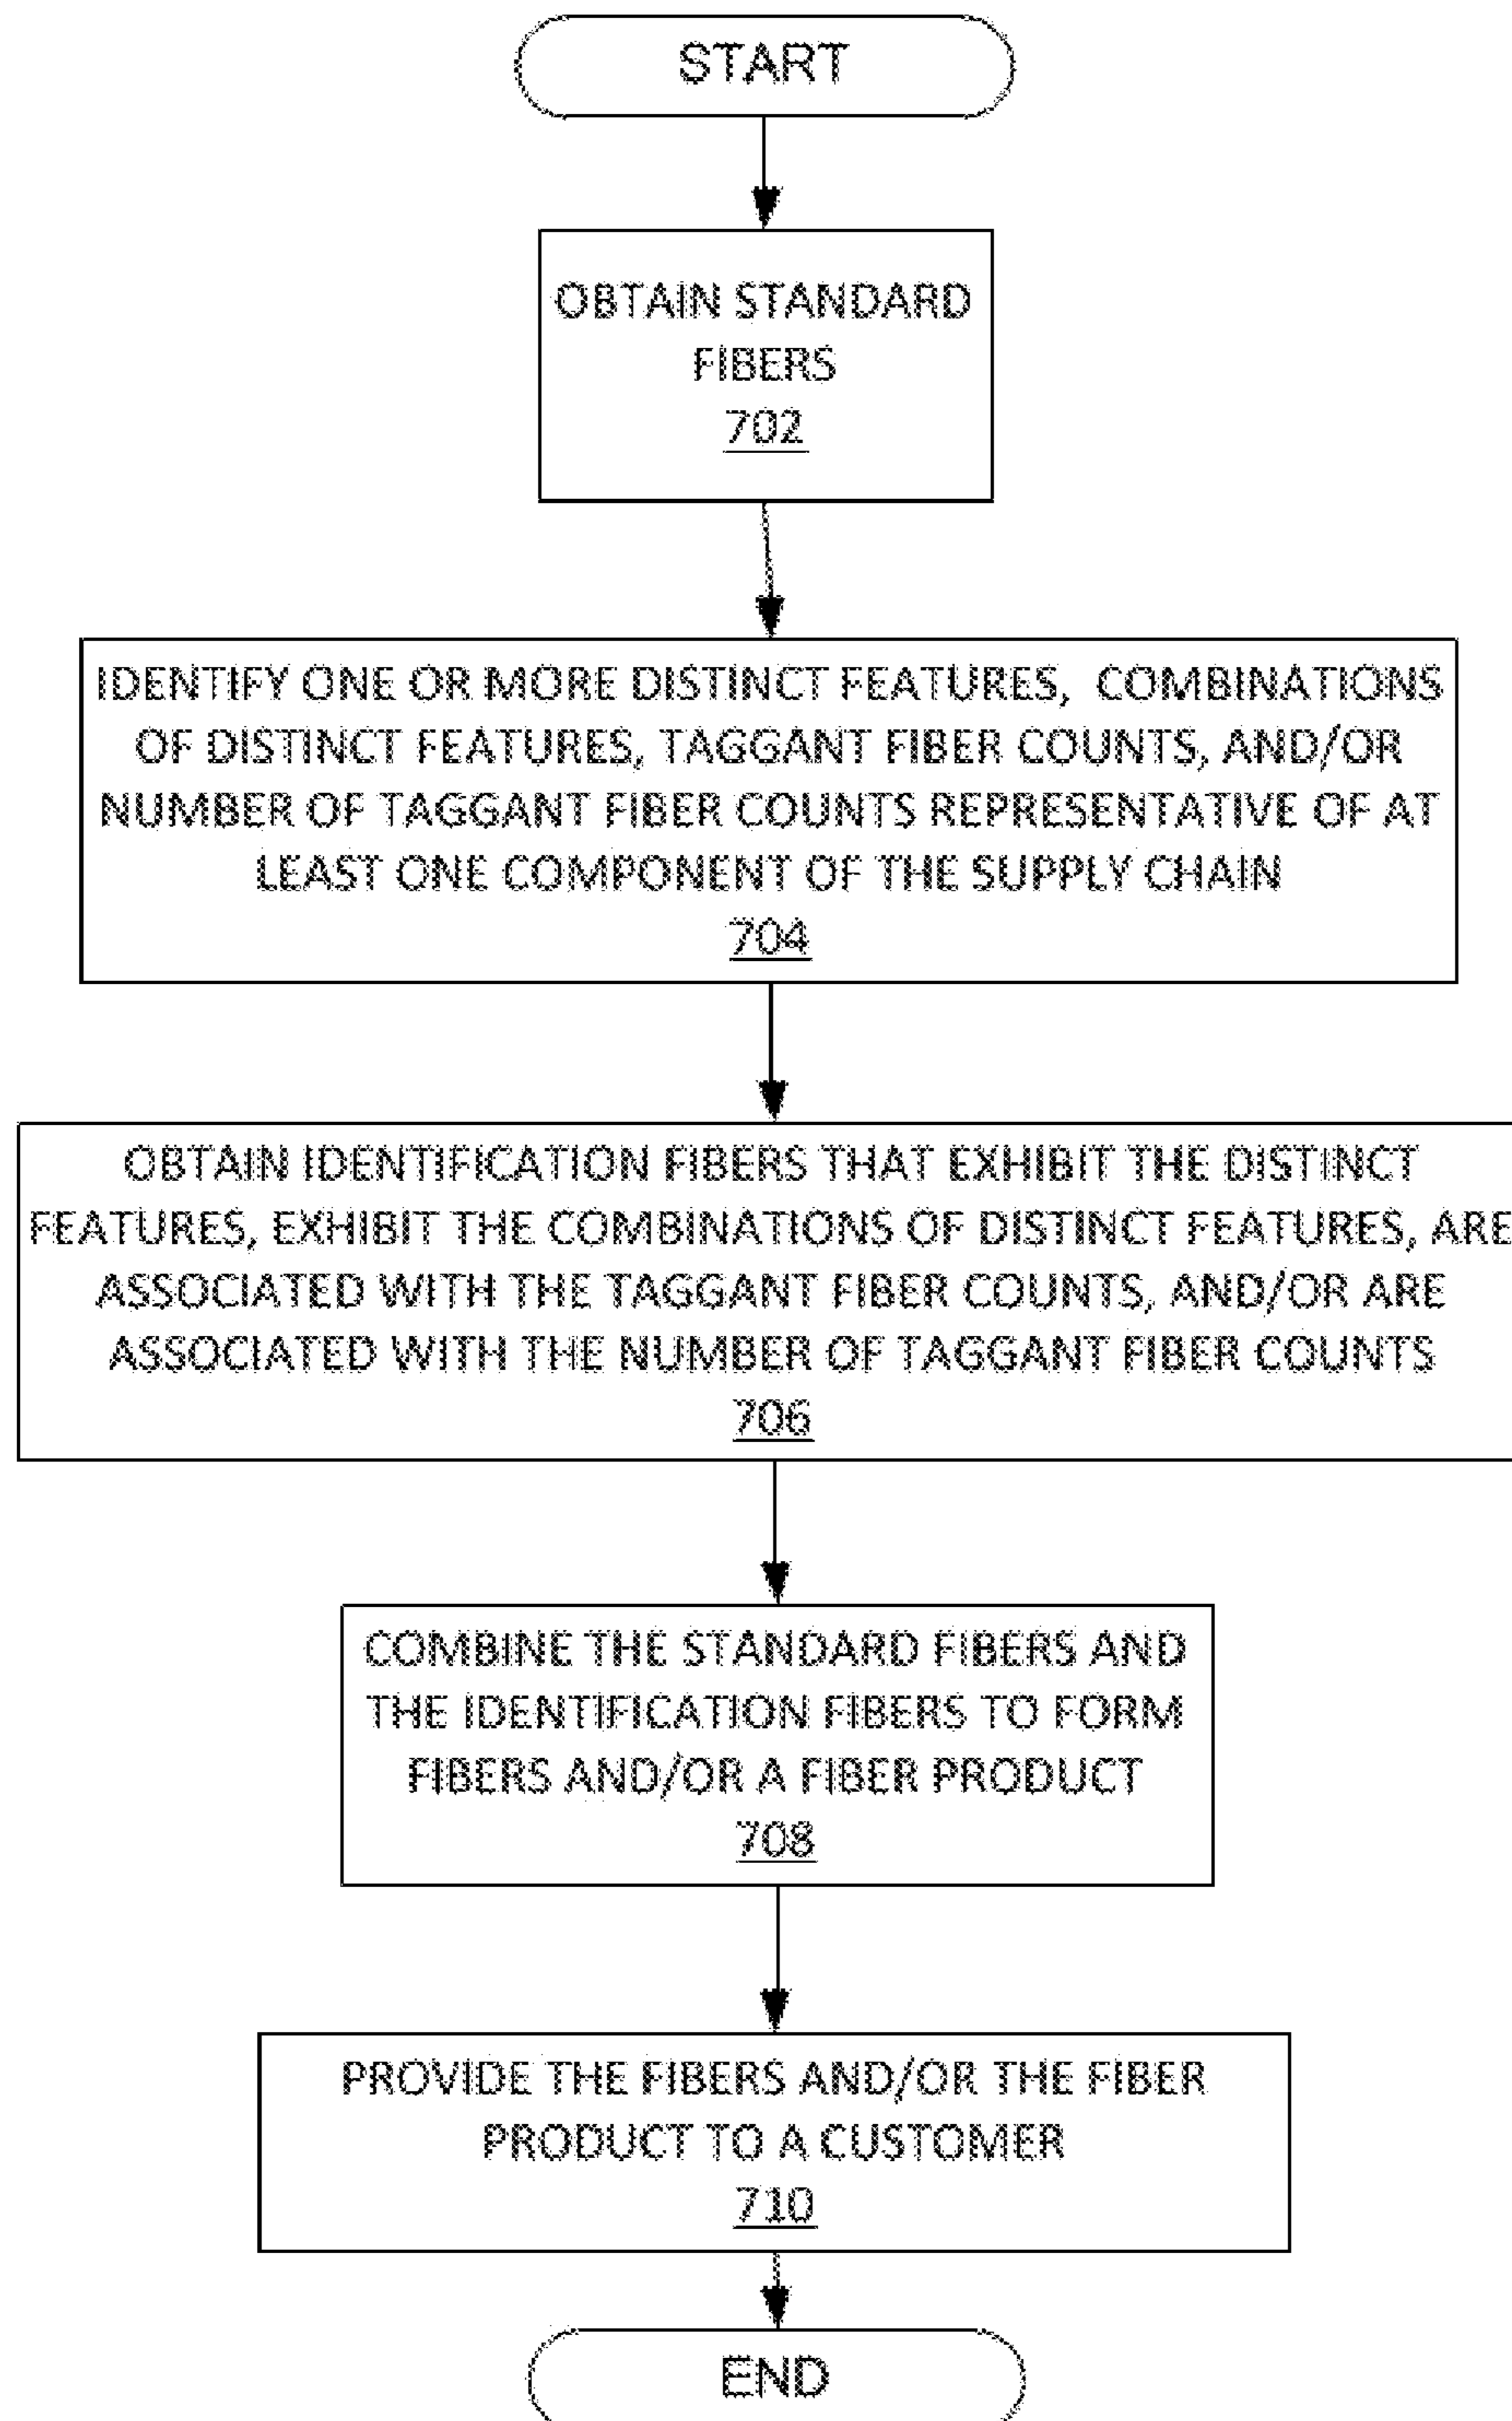 START
OBTAIN STANDARD
FIBERS
702
IDENTIFY ONE OR MORE DISTINCT FEATURES, COMBINATIONS
OF DISTINCT FEATURES, TAGGANT FIBER COUNTS, AND/OR
NUMBER OF TAGGANT FIBER COUNTS REPRESENTATIVE OF AT
LEAST ONE COMPONENT OF THE SUPPLY CHAIN
704
OBTAIN IDENTIFICATION FIBERS THAT EXHIBIT THE DISTINCT
FEATURES, EXHIBIT THE COMBINATIONS OF DISTINCT FEATURES, ARE
ASSOCIATED WITH THE TAGGANT FIBER COUNTS, AND/OR ARE
ASSOCIATED WITH THE NUMBER OF TAGGANT FIBER COUNTS
706
COMBINE THE STANDARD FIBERS AND
THE IDENTIFICATION FIBERS TO FORM
FIBERS AND/OR A FIBER PRODUCT
708
PROVIDE THE FIBERS AND/OR THE FIBER
PRODUCT TO A CUSTOMER
710
END